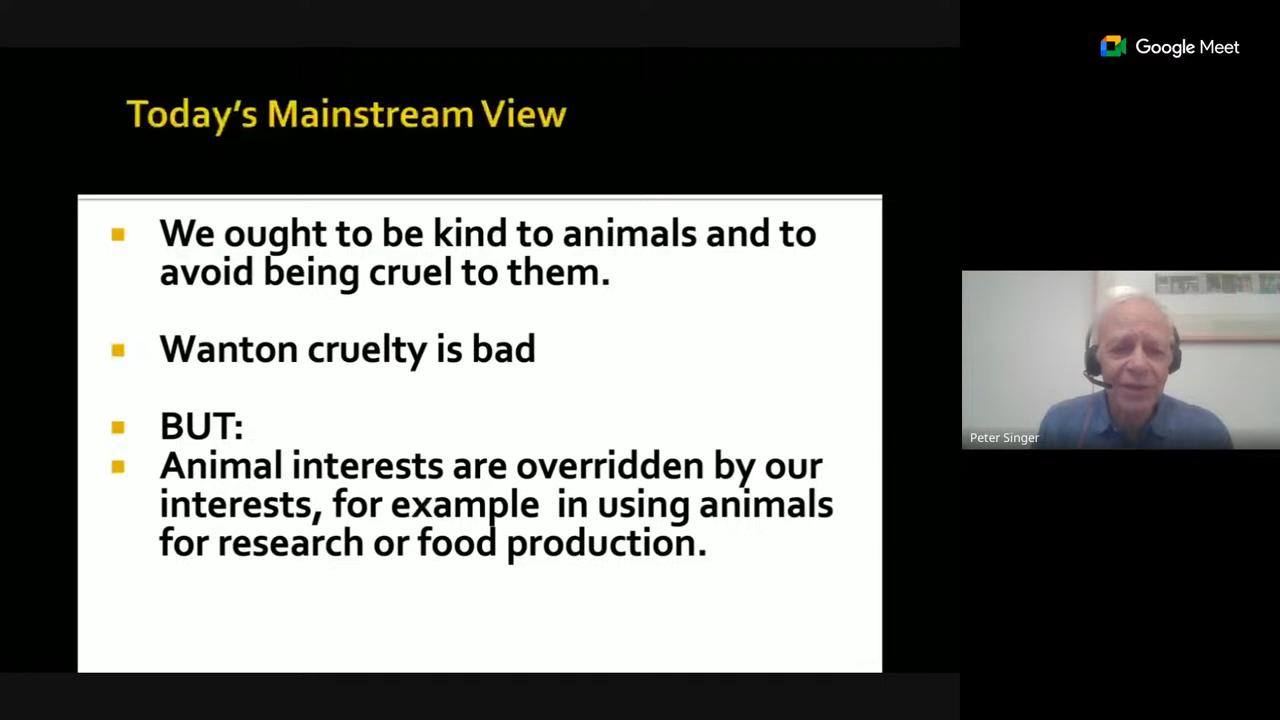 Google Meet
Today's Mainstream View
We ought to be kind to animals and to
avoid being cruel to them.
Wanton cruelty is bad
BUT:
Animal interests are overridden by our
interests, for example in using animals
for research or food production.
Peter Singer